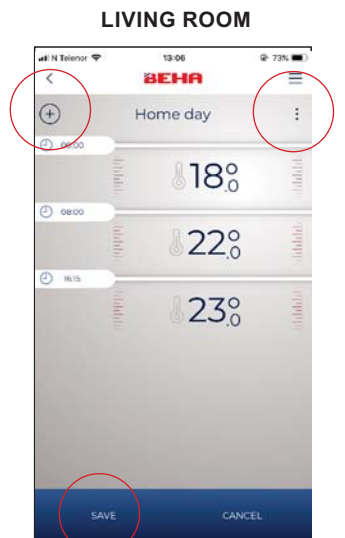 LIVING ROOM
N Telenor 13:06 73%
BEHA
Home day
06:00
18.0°
08:00
22.0°
16:15
23.0°
SAVE CANCEL